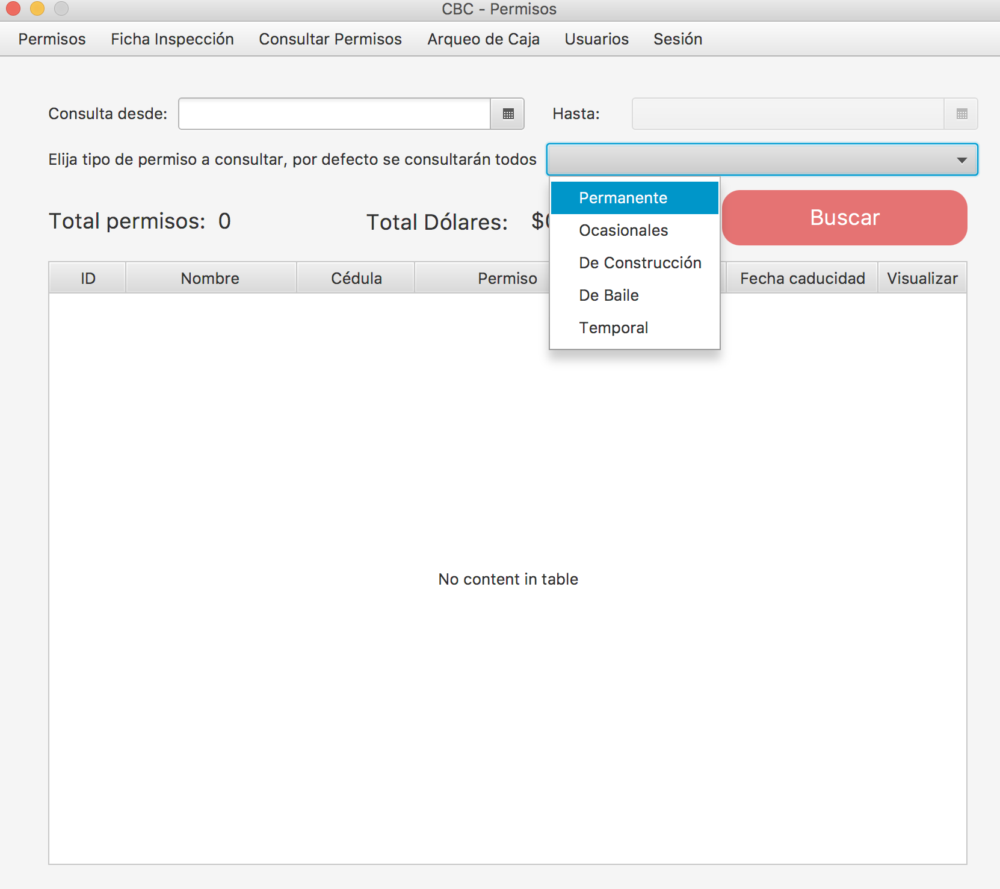 CBC - Permisos
Permisos Ficha Inspección Consultar Permisos Arqueo de Caja Usuarios Sesión
Consulta desde: Hasta:
Elija tipo de permiso a consultar, por defecto se consultarán todos
Permanente
Ocasionales
De Construcción
De Baile
Temporal
Total permisos: 0 Total Dólares: $ Buscar
ID Nombre Cédula Permiso Fecha caducidad Visualizar
No content in table